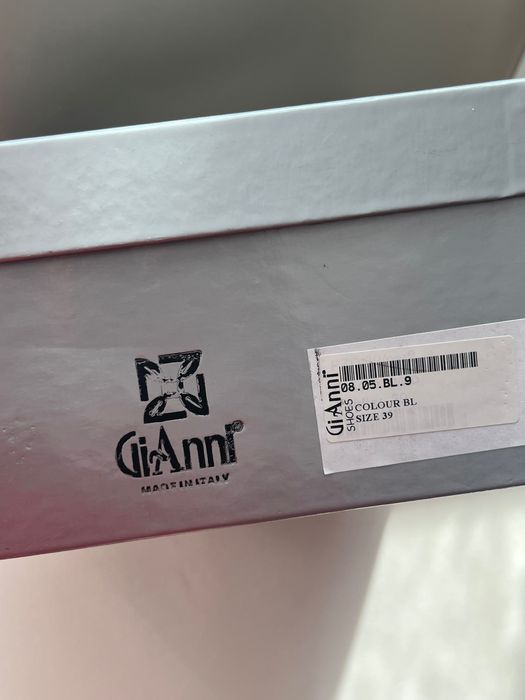 GiAnni®
MADE IN ITALY
GiAnni
SHOES
08.05.BL.9
COLOUR BL
SIZE 39